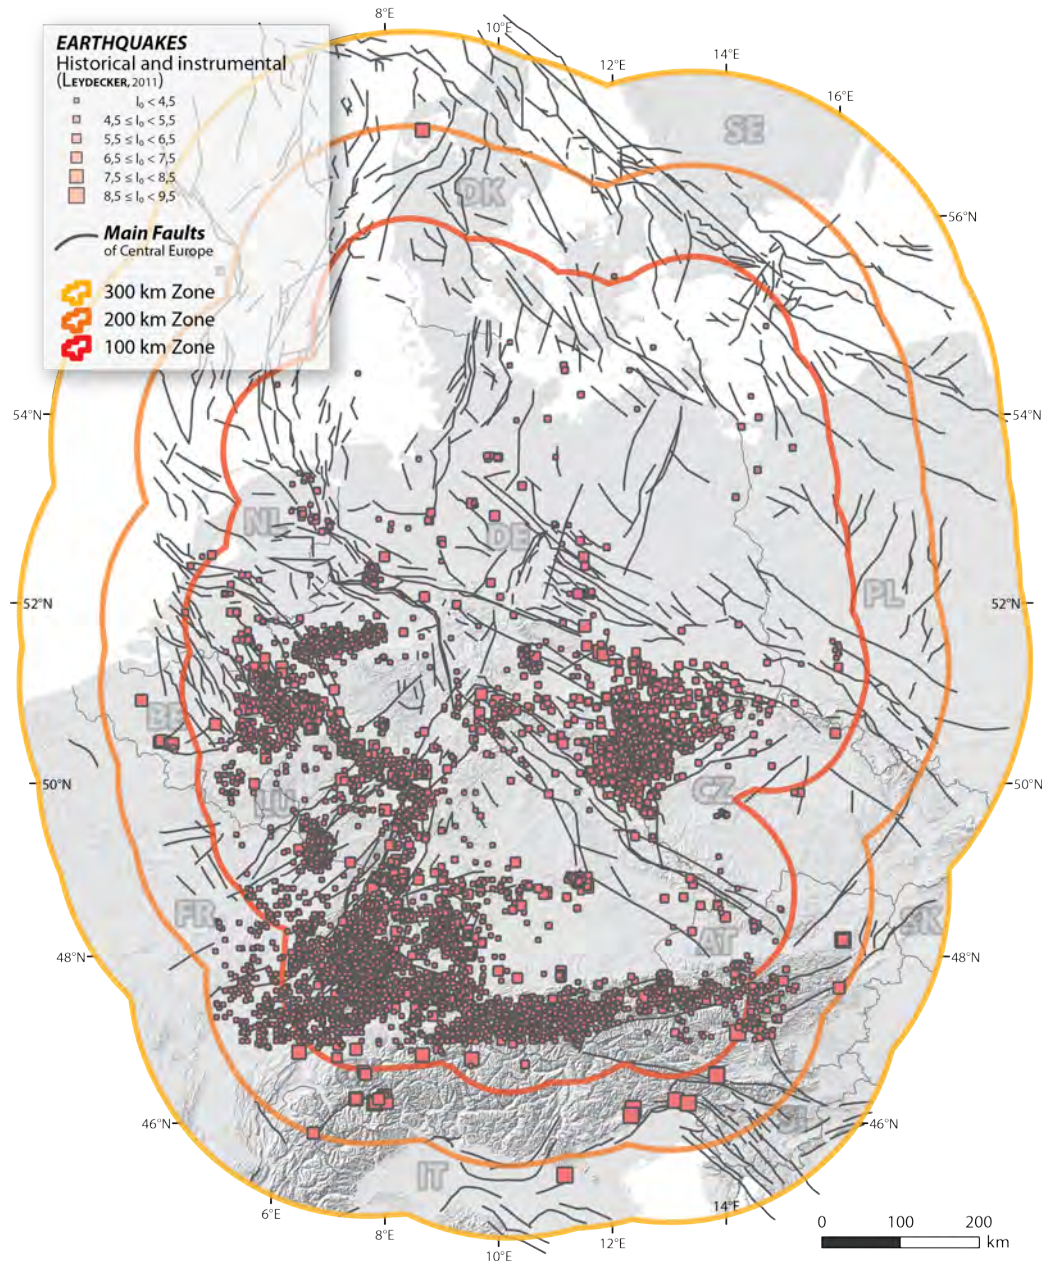 8°E
10°E
12°E
14°E
16°E
EARTHQUAKES
Historical and instrumental
(LEYDECKER, 2011)
I₀ < 4,5
4,5 ≤ I₀ < 5,5
5,5 ≤ I₀ < 6,5
6,5 ≤ I₀ < 7,5
7,5 ≤ I₀ < 8,5
8,5 ≤ I₀ < 9,5
Main Faults
of Central Europe
300 km Zone
200 km Zone
100 km Zone
SE
DK
56°N
54°N
54°N
NL
DE
PL
52°N
52°N
BE
LU
CZ
50°N
50°N
FR
SK
AT
48°N
48°N
46°N
46°N
SI
IT
6°E
8°E
10°E
12°E
14°E
0 100 200
km